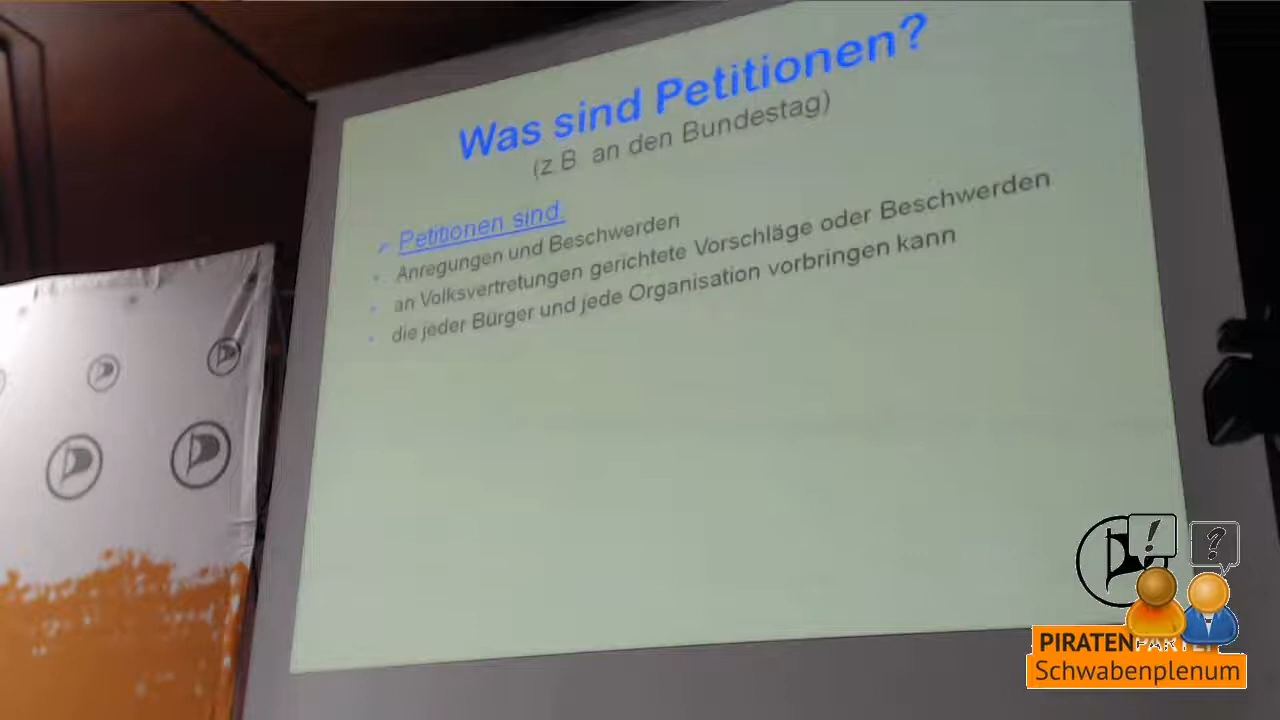 Was sind Petitionen?
(z.B. an den Bundestag)
Petitionen sind:
Anregungen und Beschwerden
an Volksvertretungen gerichtete Vorschläge oder Beschwerden
die jeder Bürger und jede Organisation vorbringen kann
! ?
PIRATENPARTEI
Schwabenplenum